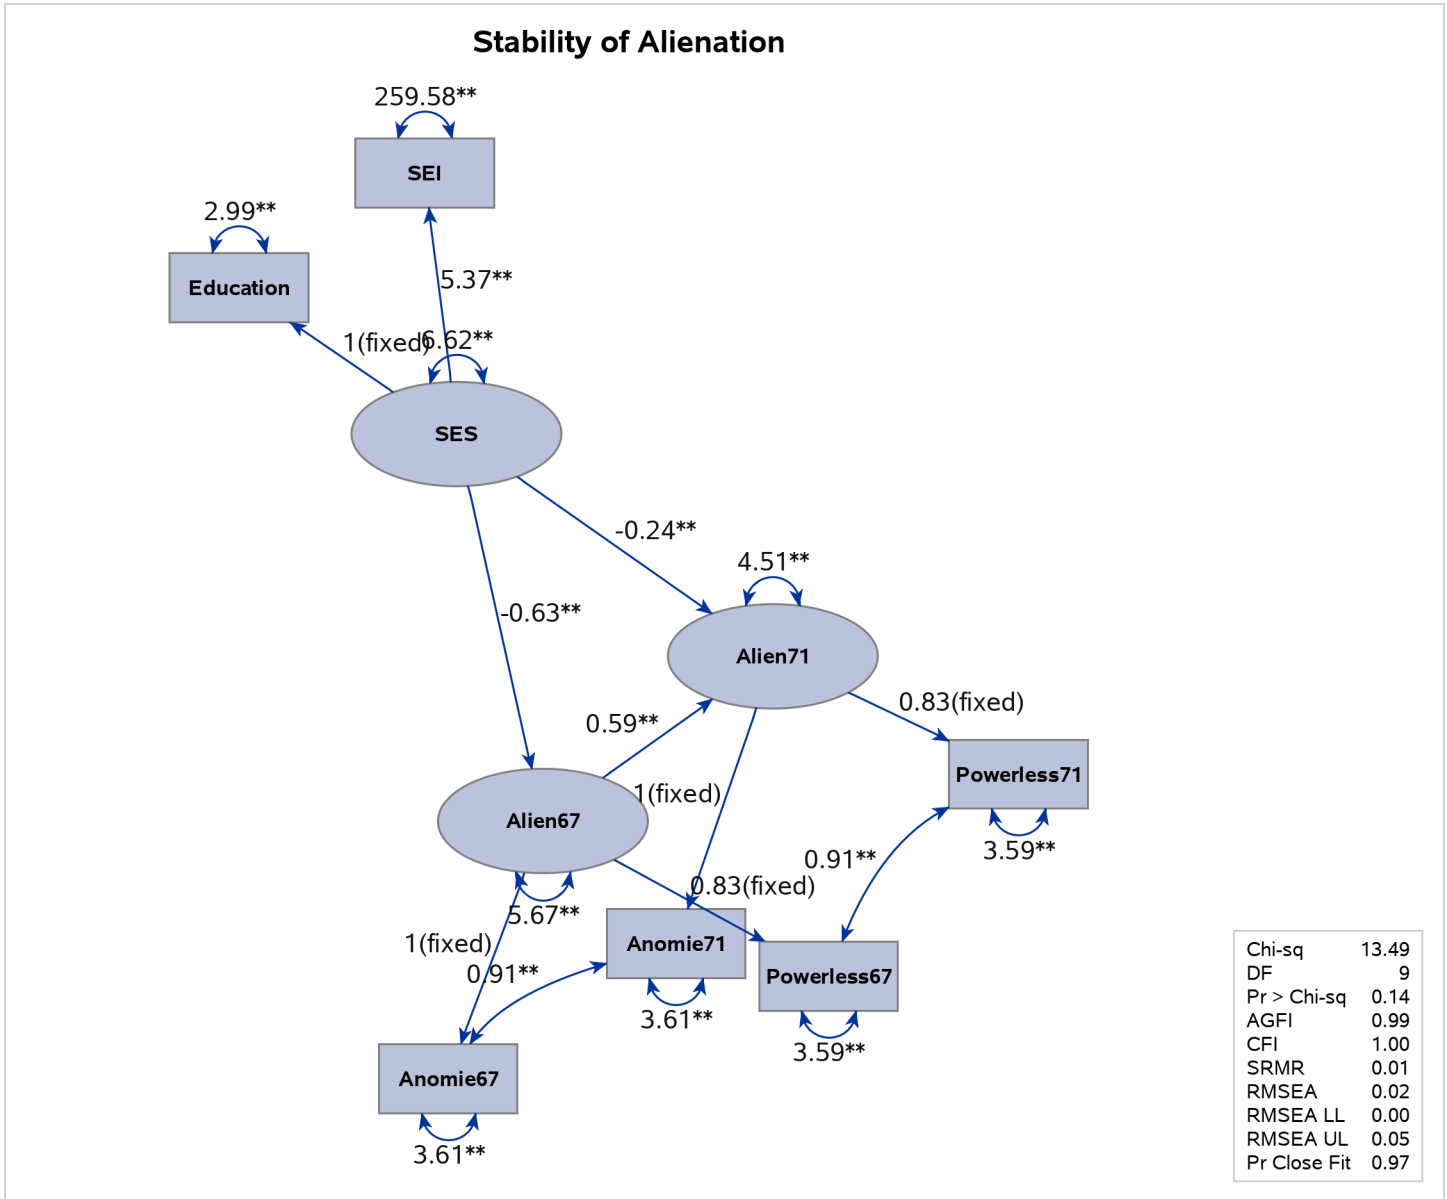 Stability of Alienation
259.58**
SEI
2.99**
Education
5.37**
1(fixed)
6.62**
SES
-0.24**
4.51**
-0.63**
Alien71
0.83(fixed)
0.59**
Powerless71
1(fixed)
Alien67
3.59**
0.91**
0.83(fixed)
5.67**
1(fixed)
Anomie71
0.91**
Powerless67
3.61**
3.59**
Anomie67
3.61**
Chi-sq 13.49
DF 9
Pr > Chi-sq 0.14
AGFI 0.99
CFI 1.00
SRMR 0.01
RMSEA 0.02
RMSEA LL 0.00
RMSEA UL 0.05
Pr Close Fit 0.97